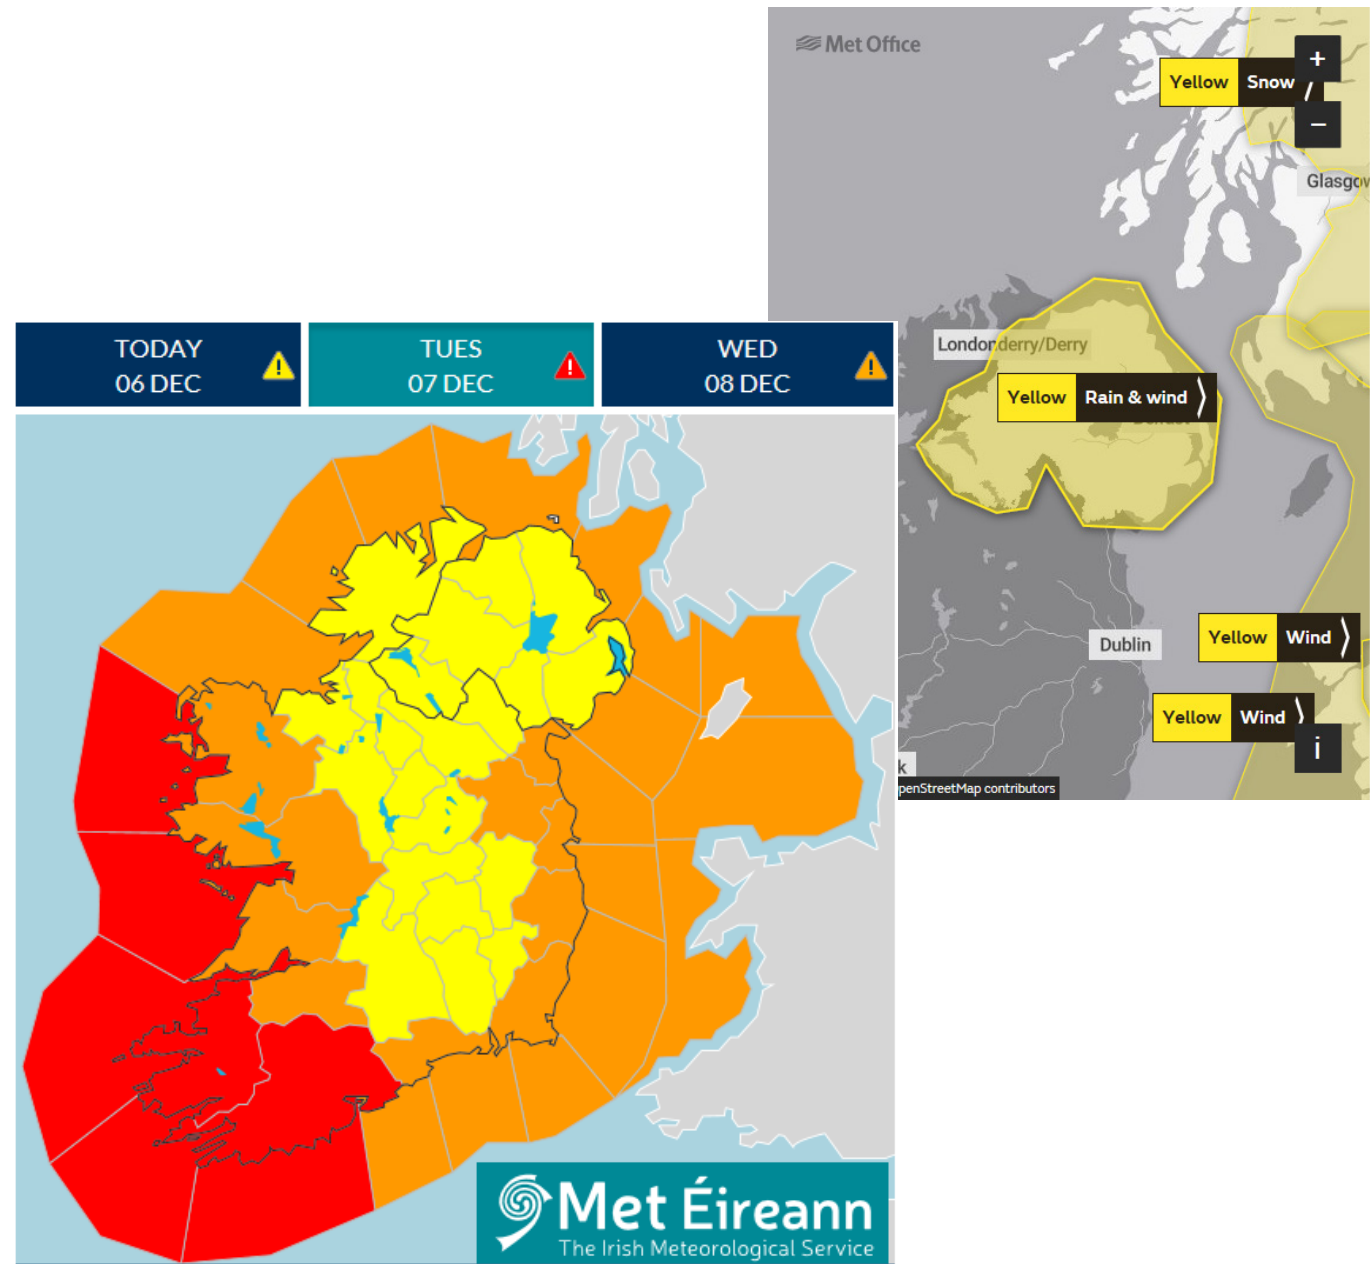 Met Office
Yellow Snow
+
−
Glasgow
Londonderry/Derry
Yellow Rain & wind
Dublin
Yellow Wind
Yellow Wind
i
k
penStreetMap contributors
TODAY
06 DEC
TUES
07 DEC
WED
08 DEC
Met Éireann
The Irish Meteorological Service